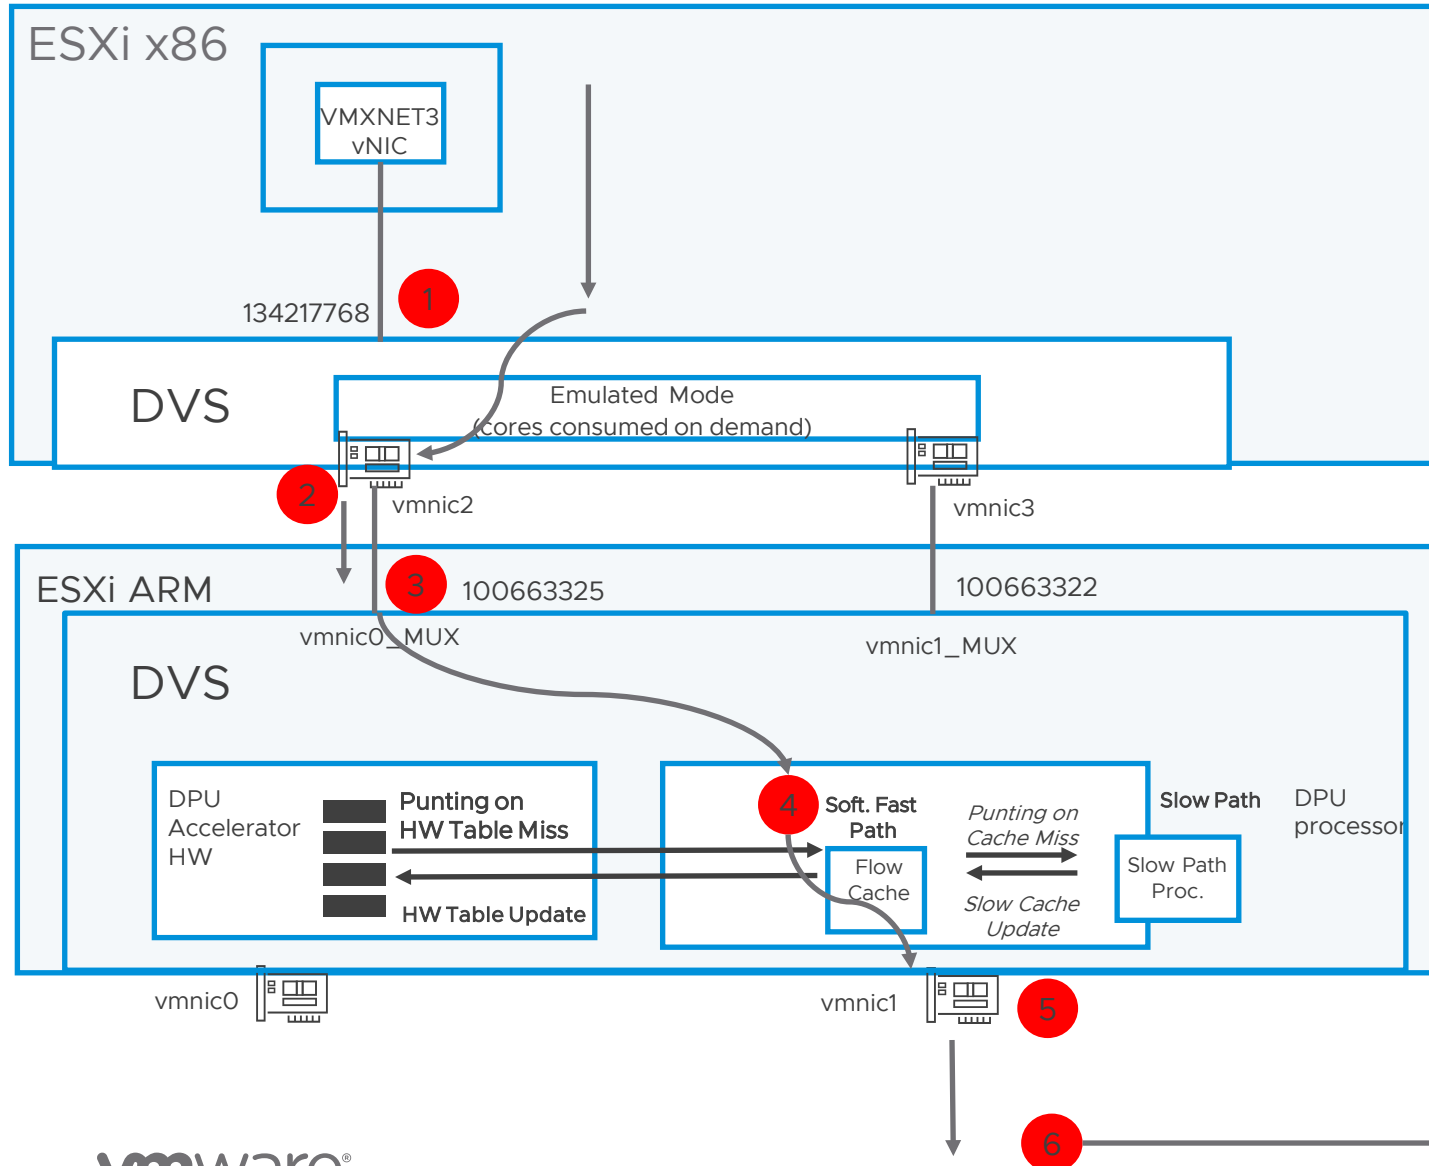 ESXi x86
VMXNET3
vNIC
1
134217768
DVS
Emulated Mode
(cores consumed on demand)
2
vmnic2
vmnic3
ESXi ARM
3
100663325
100663322
vmnic0_MUX
vmnic1_MUX
DVS
DPU
Accelerator
HW
Punting on
HW Table Miss
HW Table Update
4
Soft. Fast
Path
Flow
Cache
Punting on
Cache Miss
Slow Cache
Update
Slow Path
Slow Path
Proc.
DPU
processor
vmnic0
vmnic1
5
6
vmware®